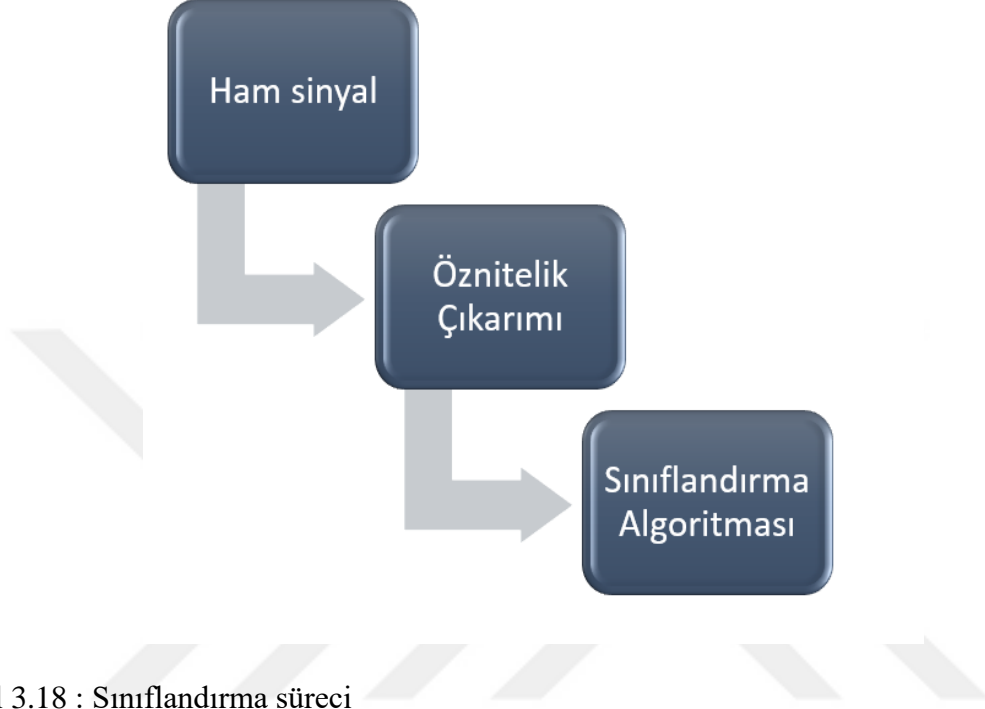 Ham sinyal
Öznitelik
Çıkarımı
Sınıflandırma
Algoritması
3.18 : Sınıflandırma süreci